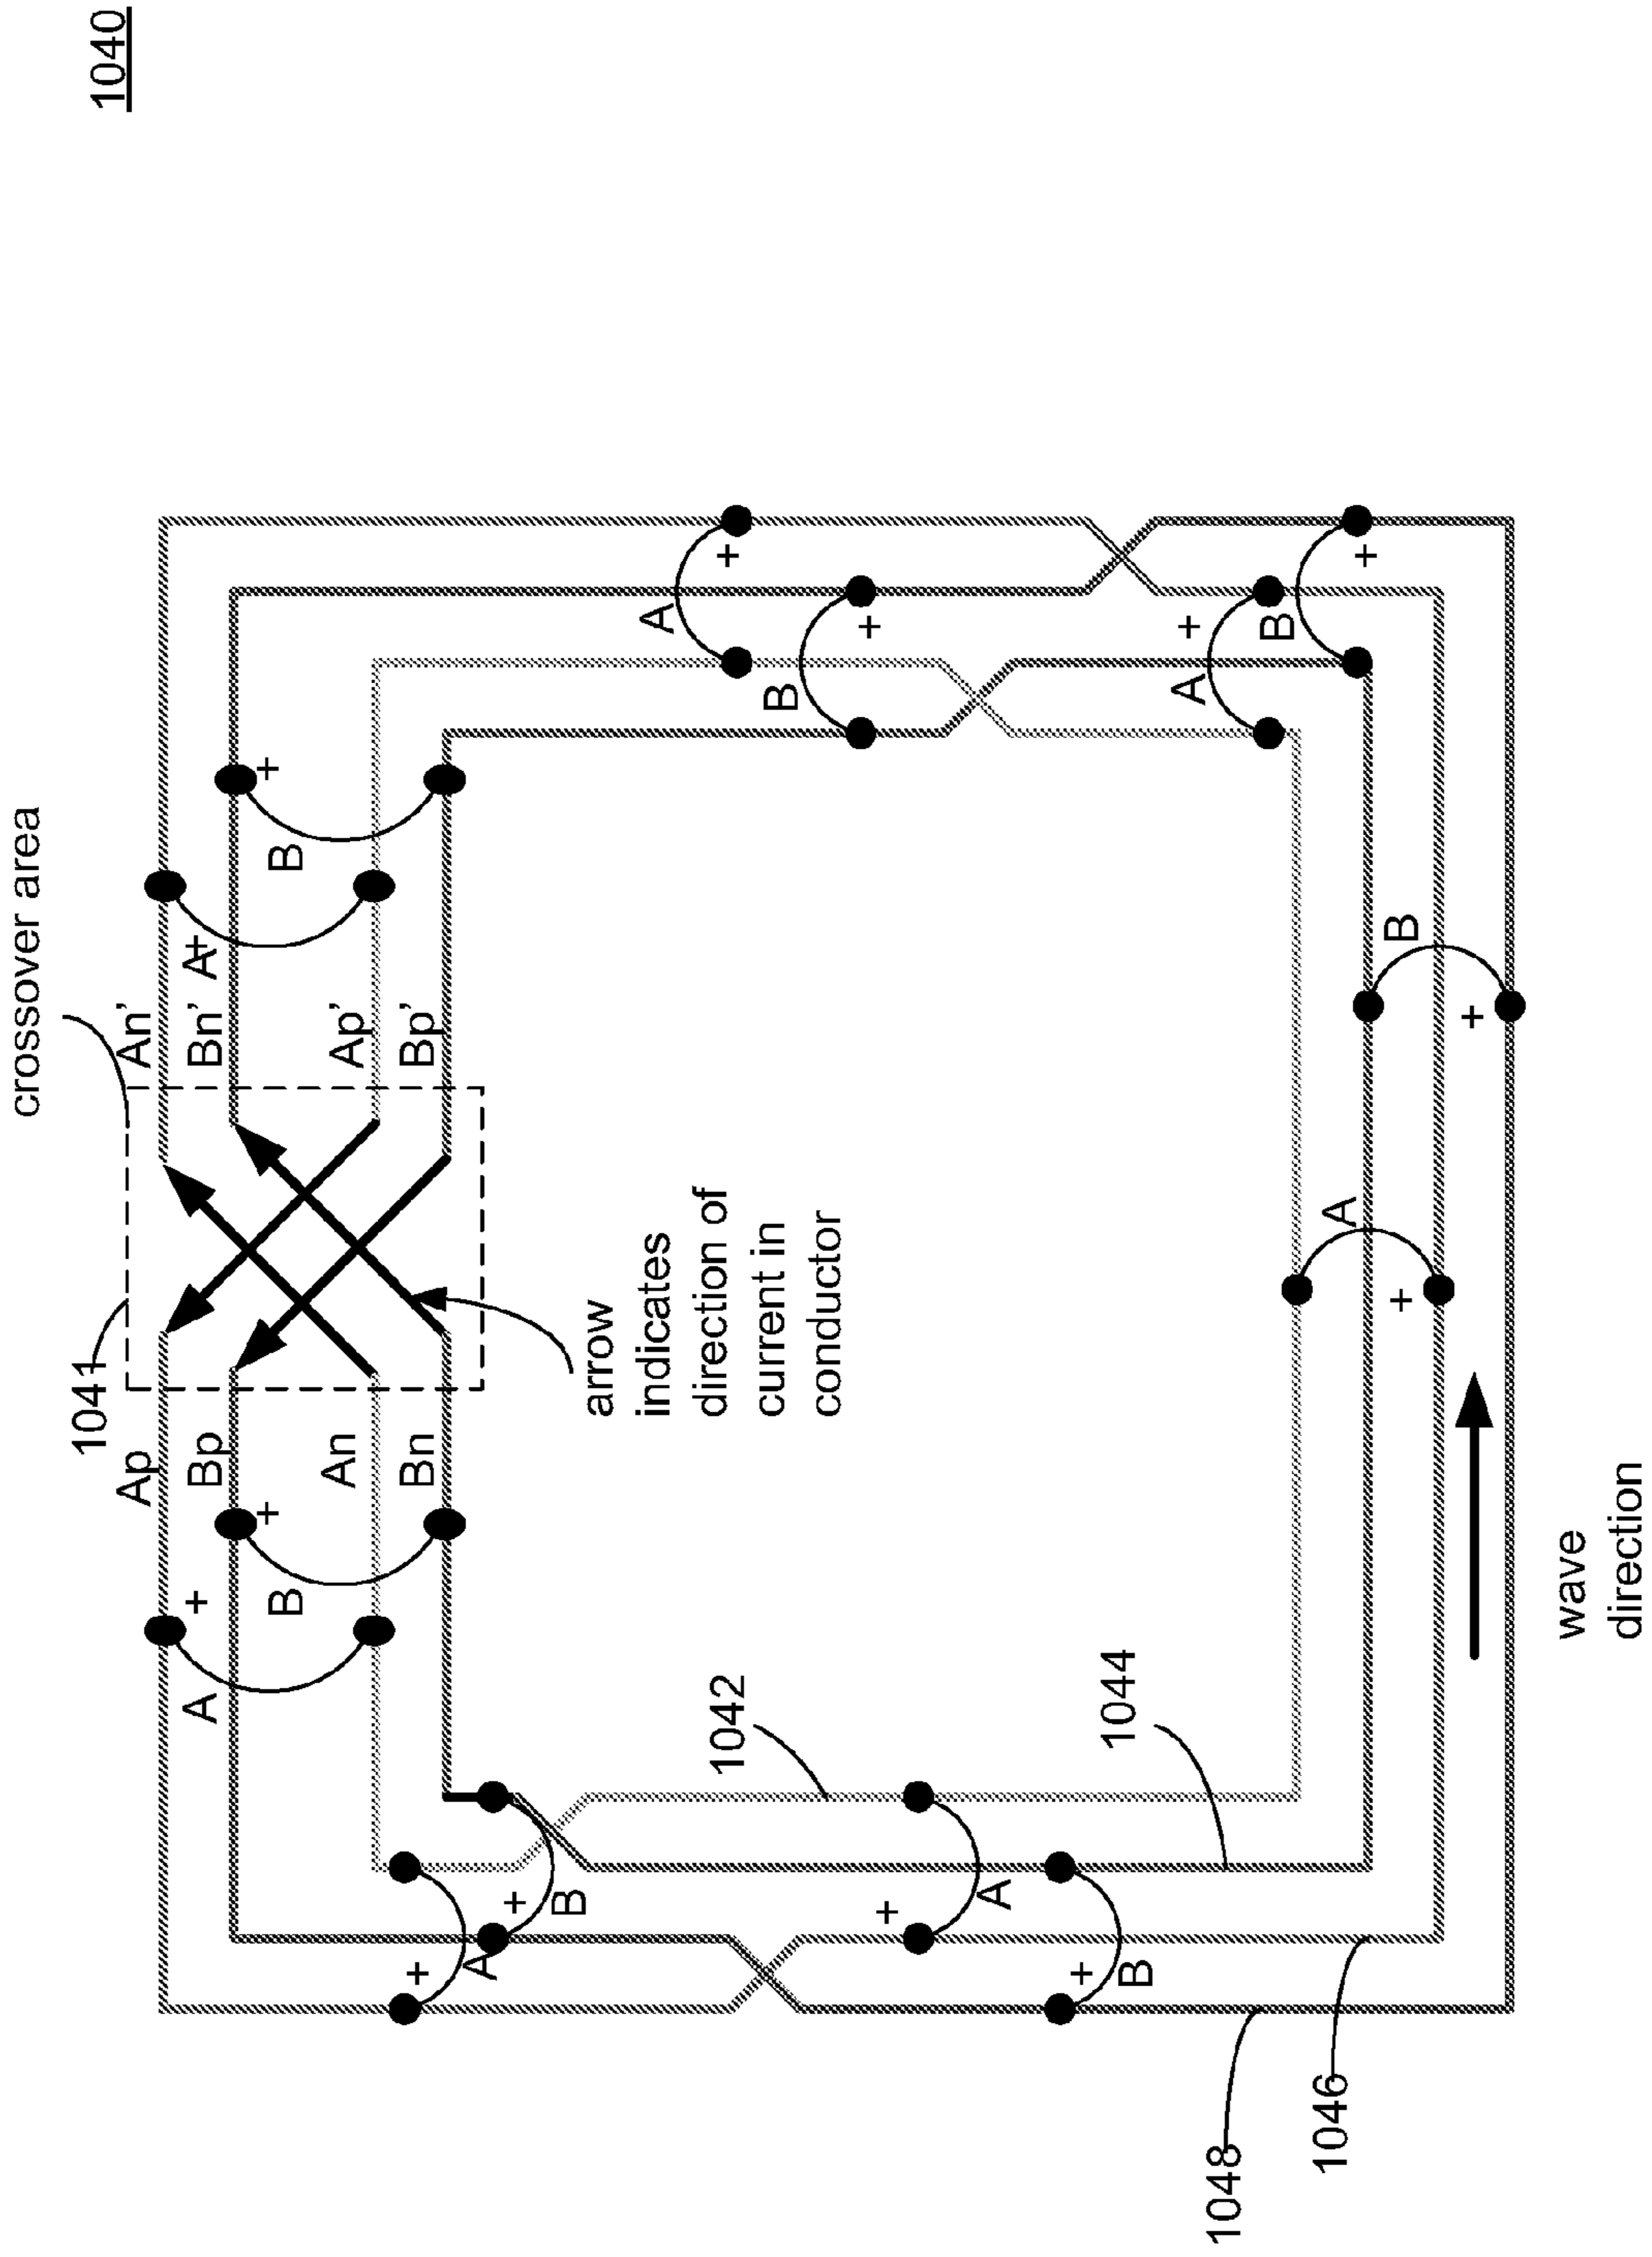 1040
crossover area
1041
Ap
Bp
An
Bn
An'
Bn'
Ap'
Bp'
A
+
B
+
A
+
B
+
arrow
indicates
direction of
current in
conductor
A
+
B
+
A
+
B
+
A
+
B
+
A
+
B
+
1042
1044
A
+
B
+
wave
direction
1046
1048